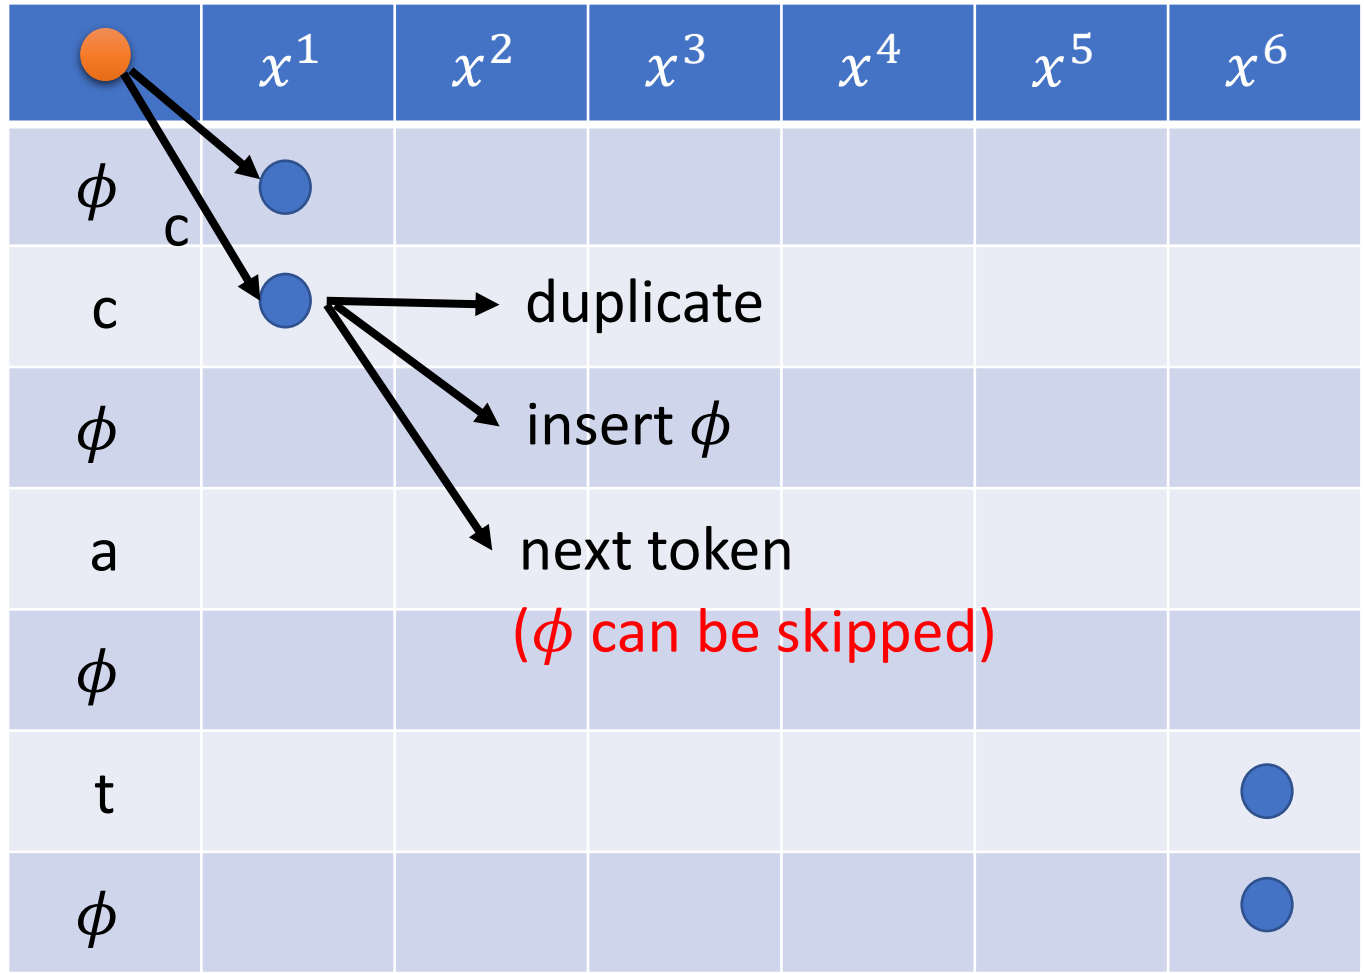 x¹ x² x³ x⁴ x⁵ x⁶
ϕ
c
c
duplicate
ϕ
insert ϕ
a
next token
(ϕ can be skipped)
ϕ
t
ϕ